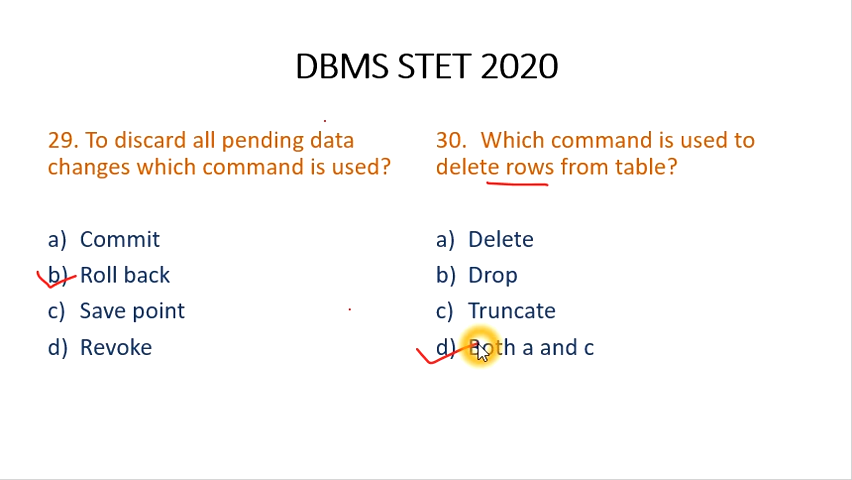 DBMS STET 2020
29. To discard all pending data
changes which command is used?
a) Commit
b) Roll back
c) Save point
d) Revoke
30. Which command is used to
delete rows from table?
a) Delete
b) Drop
c) Truncate
d) Both a and c